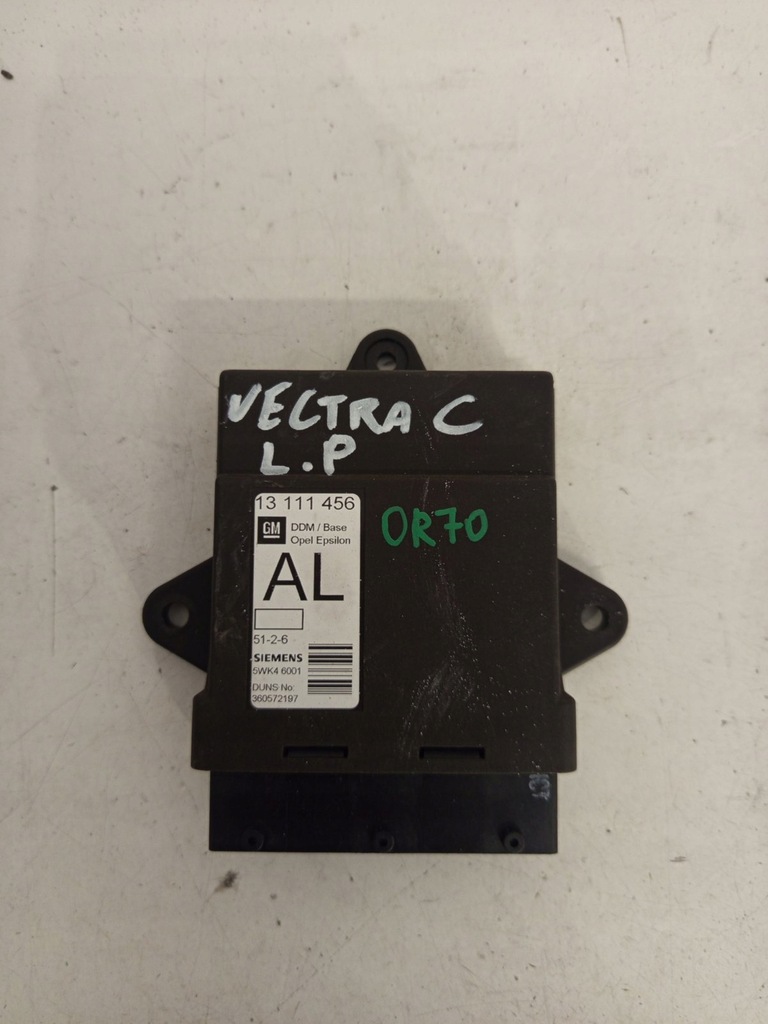 VECTRA C
L.P
13 111 456
GM
DDM / Base
Opel Epsilon
AL
51-2-6
SIEMENS
5WK4 6001
DUNS No:
360572197
OR70